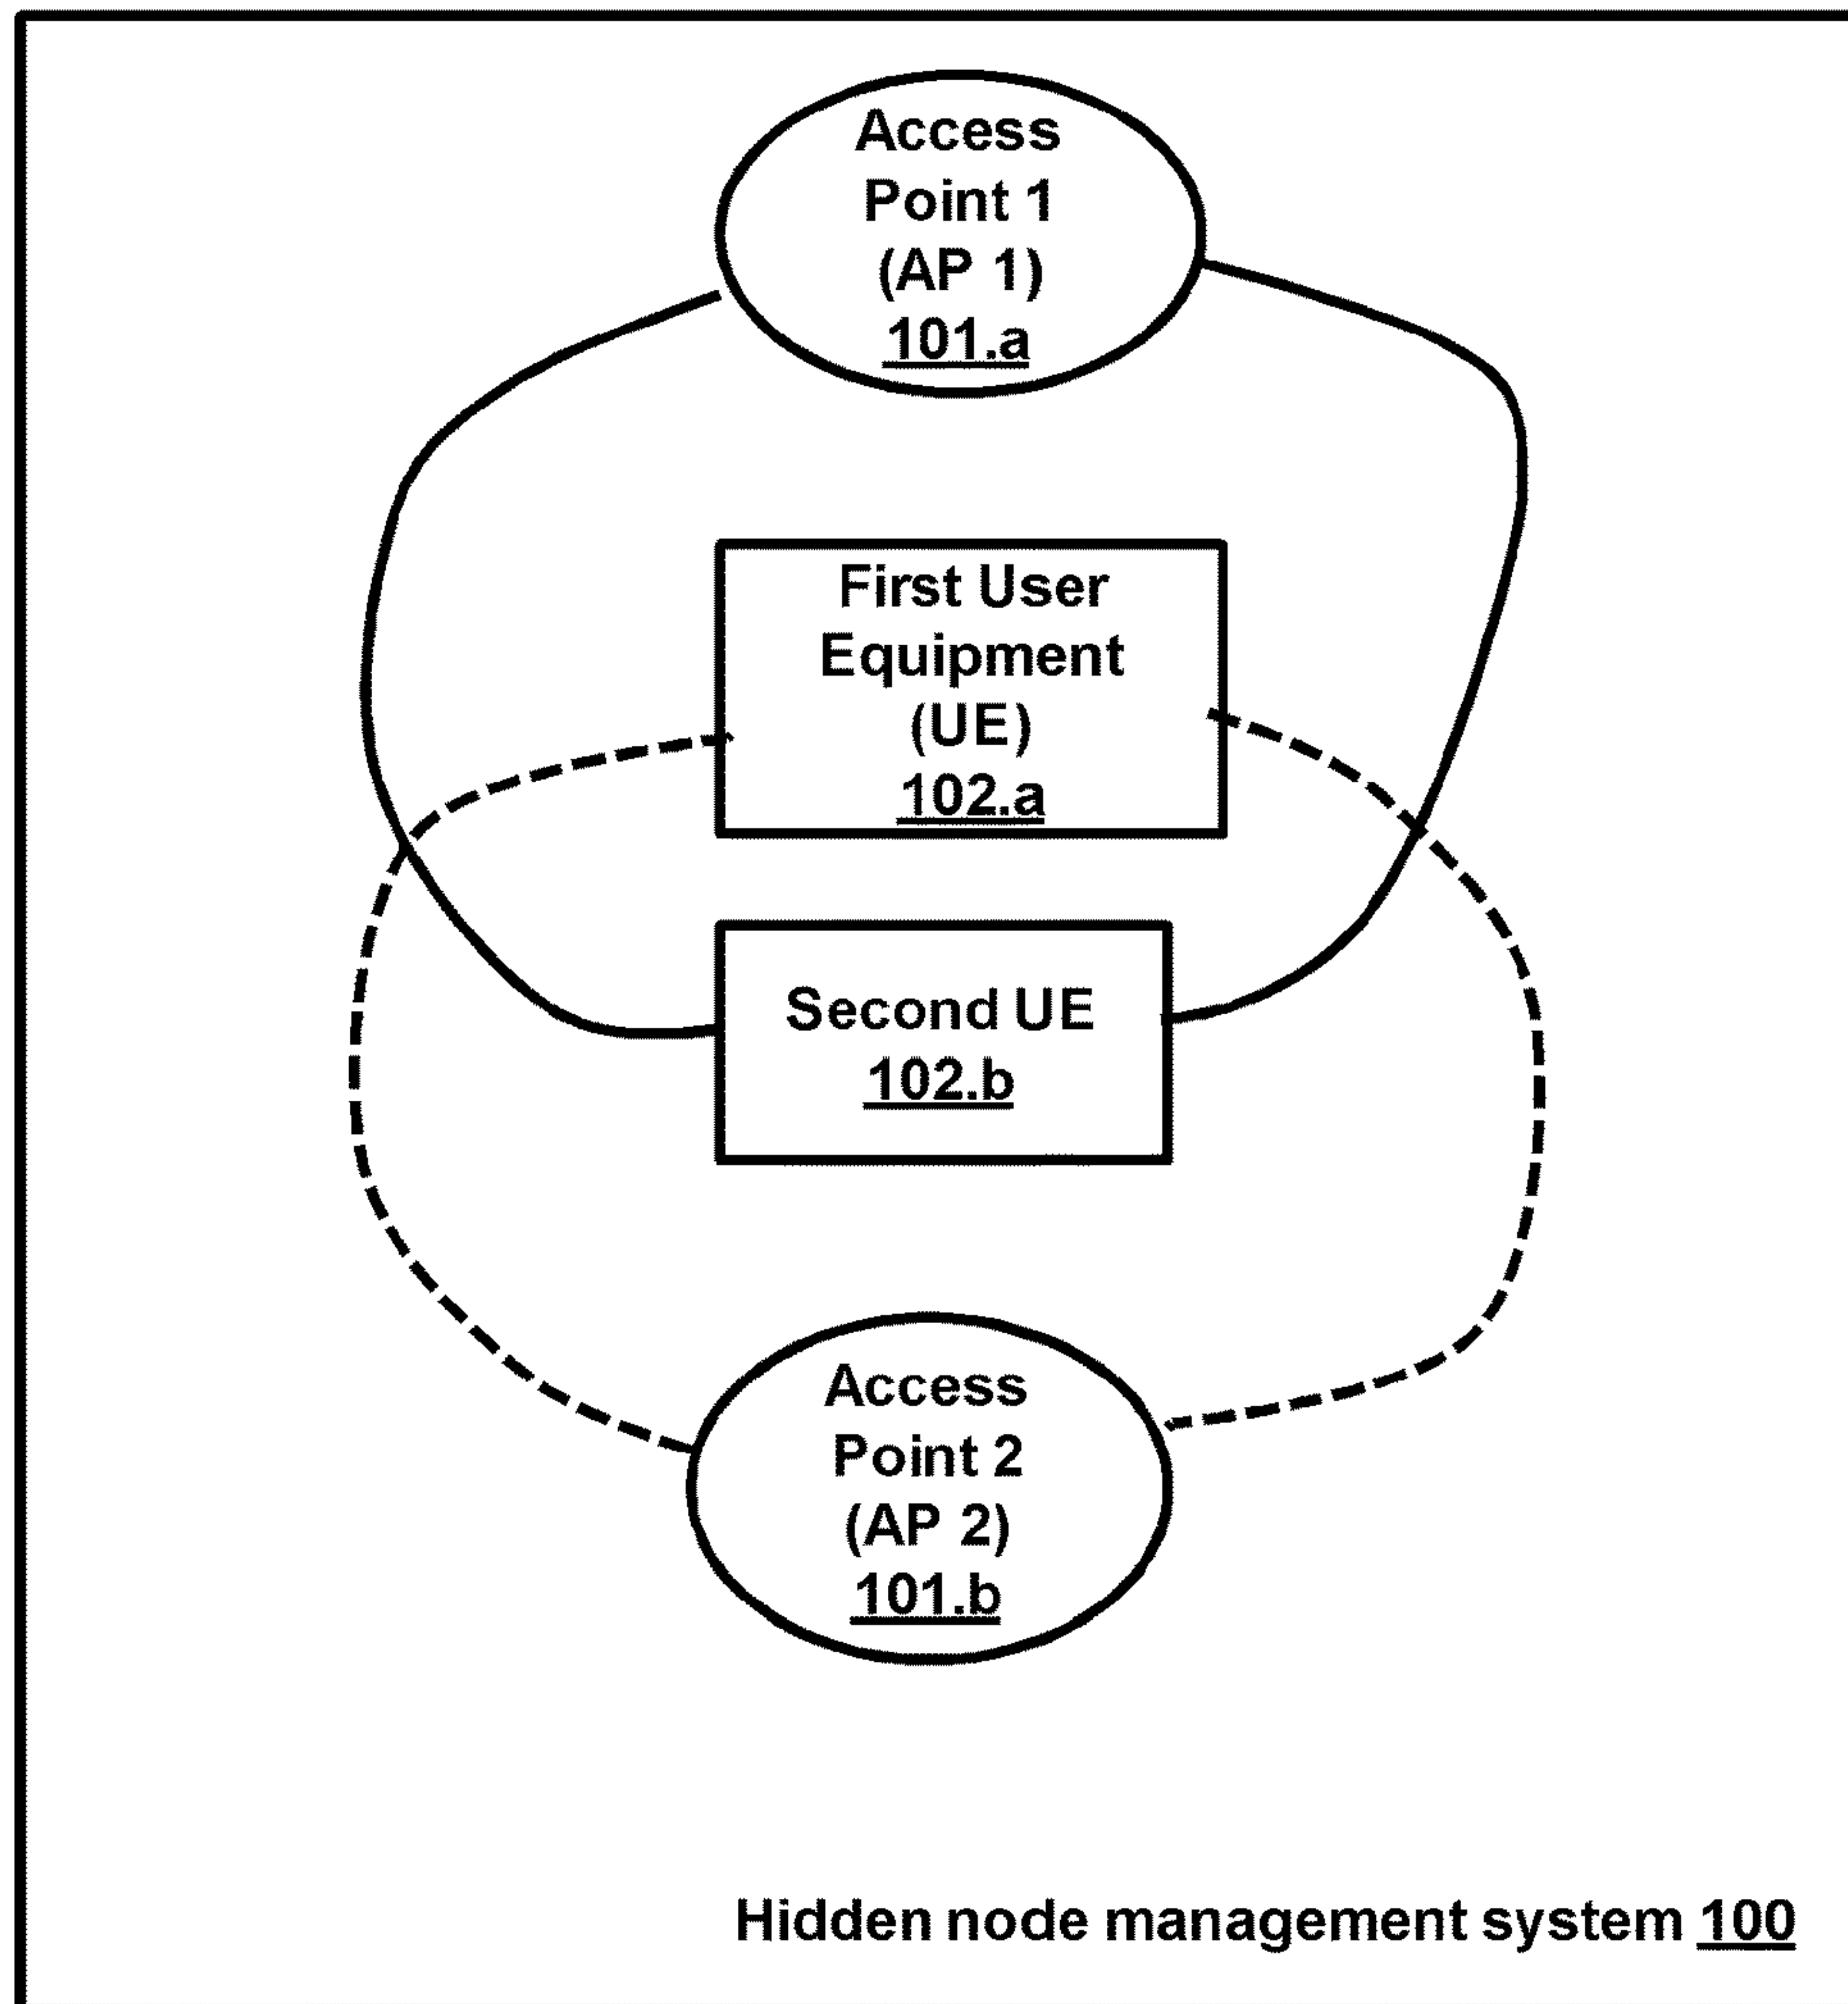 Access
Point 1
(AP 1)
101.a
First User
Equipment
(UE)
102.a
Second UE
102.b
Access
Point 2
(AP 2)
101.b
Hidden node management system 100